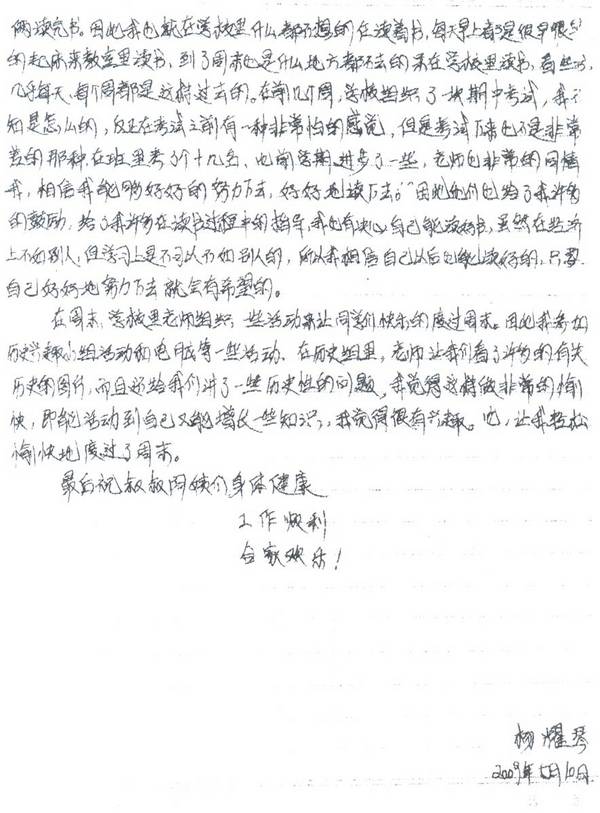 俩读完书。因此我也就在学校里什么都不想的在读着书,每天早上都是很早很早
的起床来教室里读书,到了周末也是什么地方都不去的呆在学校里读书,看些书,
几乎每天、每个周都是这样过去的。在前几个周,学校组织了一次期中考试,我不
知是怎么的,反正在考试之前有一种非常怕的感觉,但是考试下来也不是非常
差的那种,在班里考了个十几名,也向学期进步了一些,老师也非常的同情
我,相信我能够好好的努力下去,好好地读下去。因此他们也给了我许多
的鼓励,给了我许多在读书过程中的指导,我也有决心自己能读好书,虽然在经济
上不如别人,但学习上是不可以不如别人的,所以我相信自己以后也能读好的,只要
自己好好地努力下去就会有希望的。
在周末,学校里老师组织一些活动来让同学们快乐的度过周末。因此我参加
历史兴趣小组活动和电脑等一些活动、在历史组里,老师让我们看了许多的有关
历史的图片,而且还给我们讲了一些历史性的问题,我觉得这样做非常的愉
快,即能活动到自己又能增长一些知识,我觉得很有兴趣。也让我轻松
愉快地度过了周末。
最后祝叔叔阿姨们身体健康
工作顺利
合家欢乐!
杨耀琴
2009年 月10日